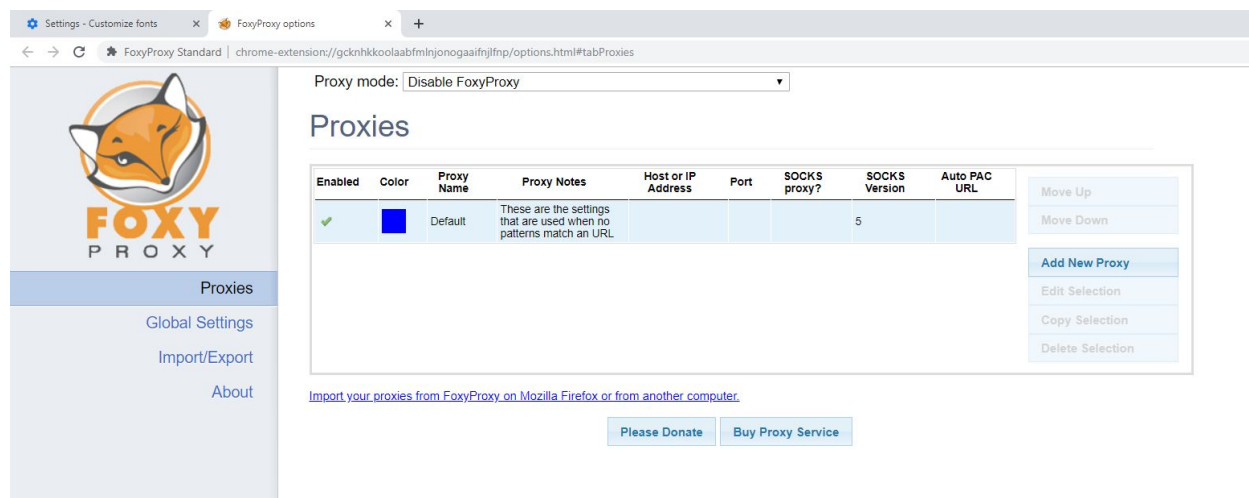 Settings - Customize fonts
FoxyProxy options
FoxyProxy Standard | chrome-extension://gcknhkkoolaabfmlnjonogaaifnjlfnp/options.html#tabProxies
FOXY
PROXY
Proxies
Global Settings
Import/Export
About
Proxy mode: Disable FoxyProxy
Proxies
Enabled Color Proxy Name Proxy Notes Host or IP Address Port SOCKS proxy? SOCKS Version Auto PAC URL
Default These are the settings that are used when no patterns match an URL 5
Move Up
Move Down
Add New Proxy
Edit Selection
Copy Selection
Delete Selection
Import your proxies from FoxyProxy on Mozilla Firefox or from another computer.
Please Donate Buy Proxy Service